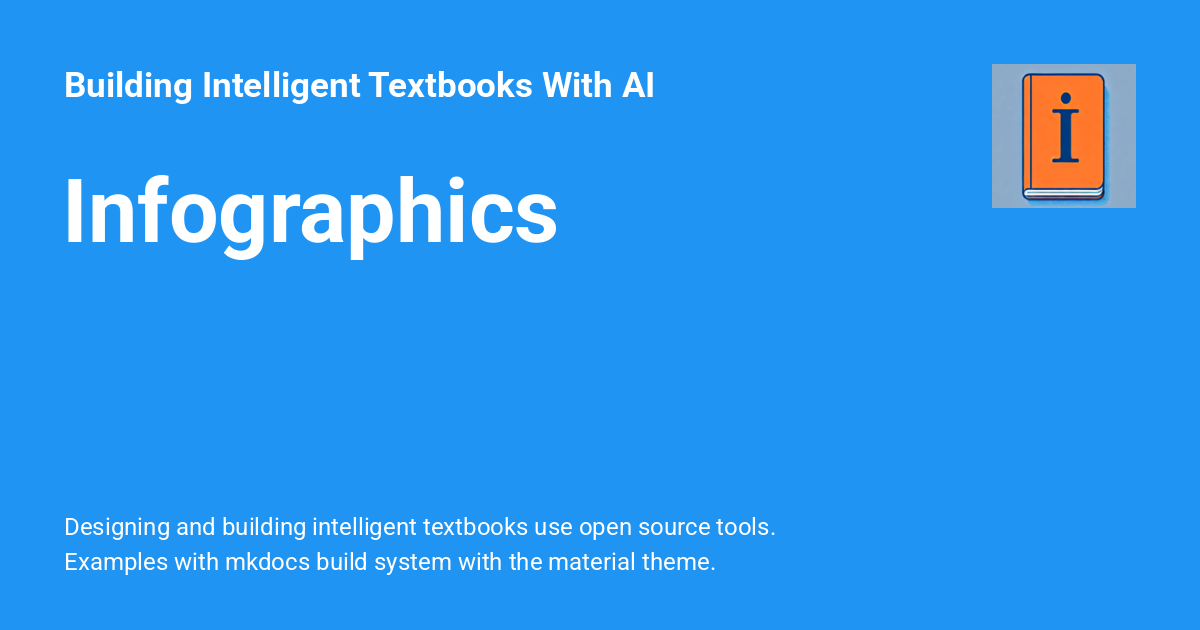 Building Intelligent Textbooks With AI
i
Infographics
Designing and building intelligent textbooks use open source tools.
Examples with mkdocs build system with the material theme.